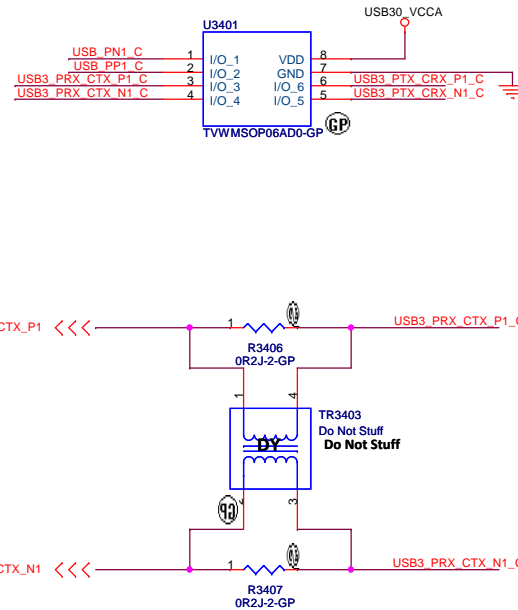 USB30_VCCA
U3401
USB_PN1_C 1 I/O_1 VDD 8
USB_PP1_C 2 I/O_2 GND 7
USB3_PRX_CTX_P1_C 3 I/O_3 I/O_6 6 USB3_PTX_CRX_P1_C
USB3_PRX_CTX_N1_C 4 I/O_4 I/O_5 5 USB3_PTX_CRX_N1_C
TVWMSOP06AD0-GP GP
CTX_P1 1 USB3_PRX_CTX_P1_C
R3406
0R2J-2-GP
1 4
TR3403
Do Not Stuff
DY Do Not Stuff
GP 3
CTX_N1 1 USB3_PRX_CTX_N1_C
R3407
0R2J-2-GP